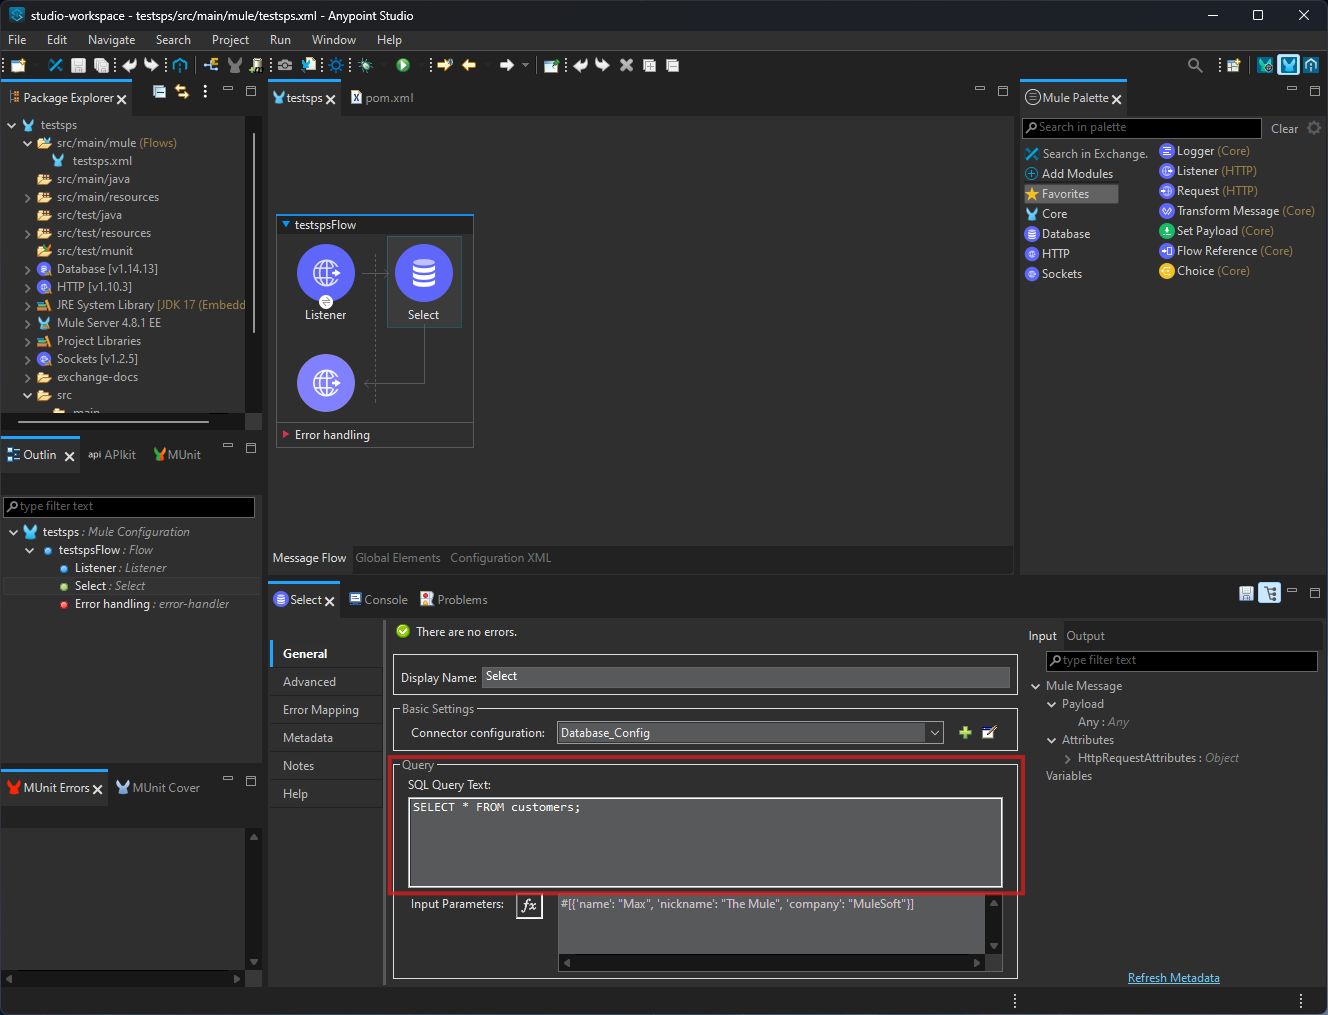 studio-workspace - testsps/src/main/mule/testsps.xml - Anypoint Studio
File Edit Navigate Search Project Run Window Help
Package Explorer
testsps
src/main/mule (Flows)
testsps.xml
src/main/java
src/main/resources
src/test/java
src/test/resources
src/test/munit
Database [v1.14.13]
HTTP [v1.10.3]
JRE System Library [JDK 17 (Embedd
Mule Server 4.8.1 EE
Project Libraries
Sockets [v1.2.5]
exchange-docs
src
main
testsps pom.xml
testspsFlow
Listener
Select
Error handling
Message Flow Global Elements Configuration XML
Mule Palette
Search in palette
Clear
Search in Exchange.
Add Modules
Favorites
Core
Database
HTTP
Sockets
Logger (Core)
Listener (HTTP)
Request (HTTP)
Transform Message (Core)
Set Payload (Core)
Flow Reference (Core)
Choice (Core)
Outlin api APIkit MUnit
type filter text
testsps : Mule Configuration
testspsFlow : Flow
Listener : Listener
Select : Select
Error handling : error-handler
MUnit Errors MUnit Cover
Select Console Problems
General
Advanced
Error Mapping
Metadata
Notes
Help
There are no errors.
Display Name: Select
Basic Settings
Connector configuration: Database_Config
Query
SQL Query Text:
SELECT * FROM customers;
Input Parameters: fx #[{'name': "Max", 'nickname': "The Mule", 'company': "MuleSoft"}]
Input Output
type filter text
Mule Message
Payload
Any : Any
Attributes
HttpRequestAttributes : Object
Variables
Refresh Metadata